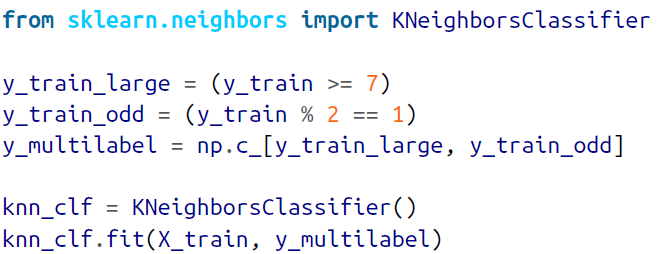 from sklearn.neighbors import KNeighborsClassifier
y_train_large = (y_train >= 7)
y_train_odd = (y_train % 2 == 1)
y_multilabel = np.c_[y_train_large, y_train_odd]
knn_clf = KNeighborsClassifier()
knn_clf.fit(X_train, y_multilabel)